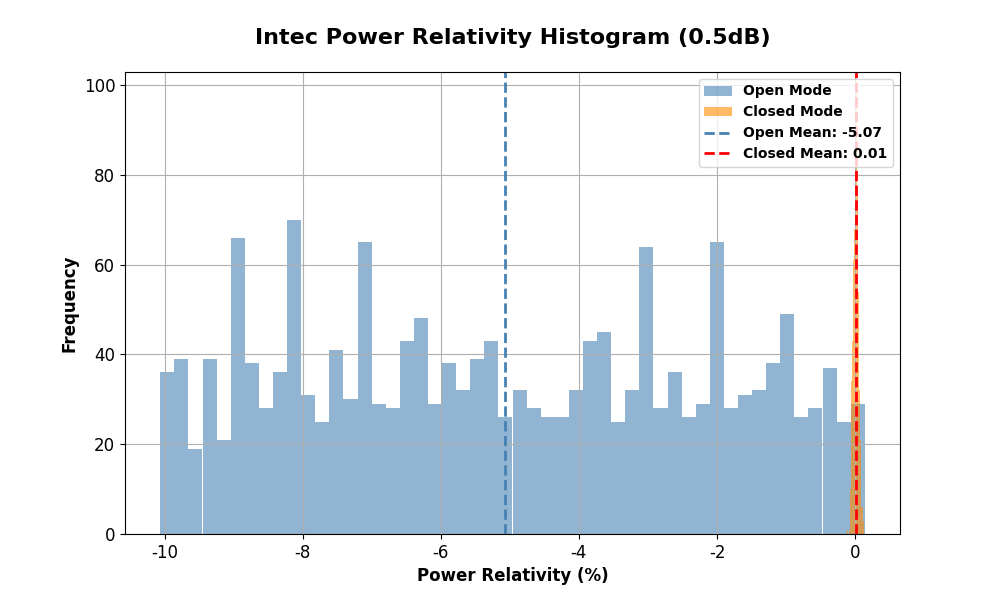 Intec Power Relativity Histogram (0.5dB)
Open Mode
Closed Mode
Open Mean: -5.07
Closed Mean: 0.01
Frequency
100
80
60
40
20
0
-10 -8 -6 -4 -2 0
Power Relativity (%)